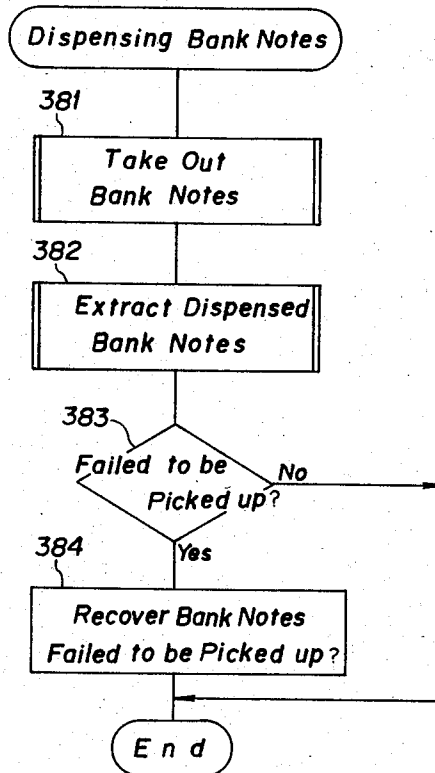 Dispensing Bank Notes
381
Take Out
Bank Notes
382
Extract Dispensed
Bank Notes
383
Failed to be
Picked up?
No
Yes
384
Recover Bank Notes
Failed to be Picked up?
End